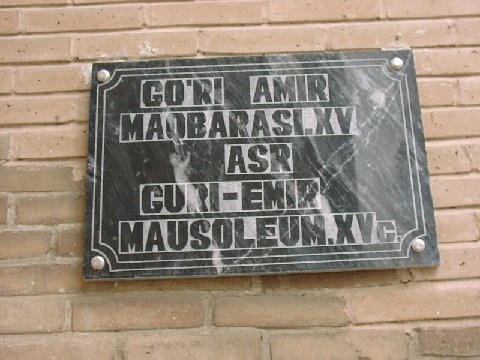 GO'RI AMIR
MAQBARASI.XV
ASR
GURI-EMIR
MAUSOLEUM.XVC.